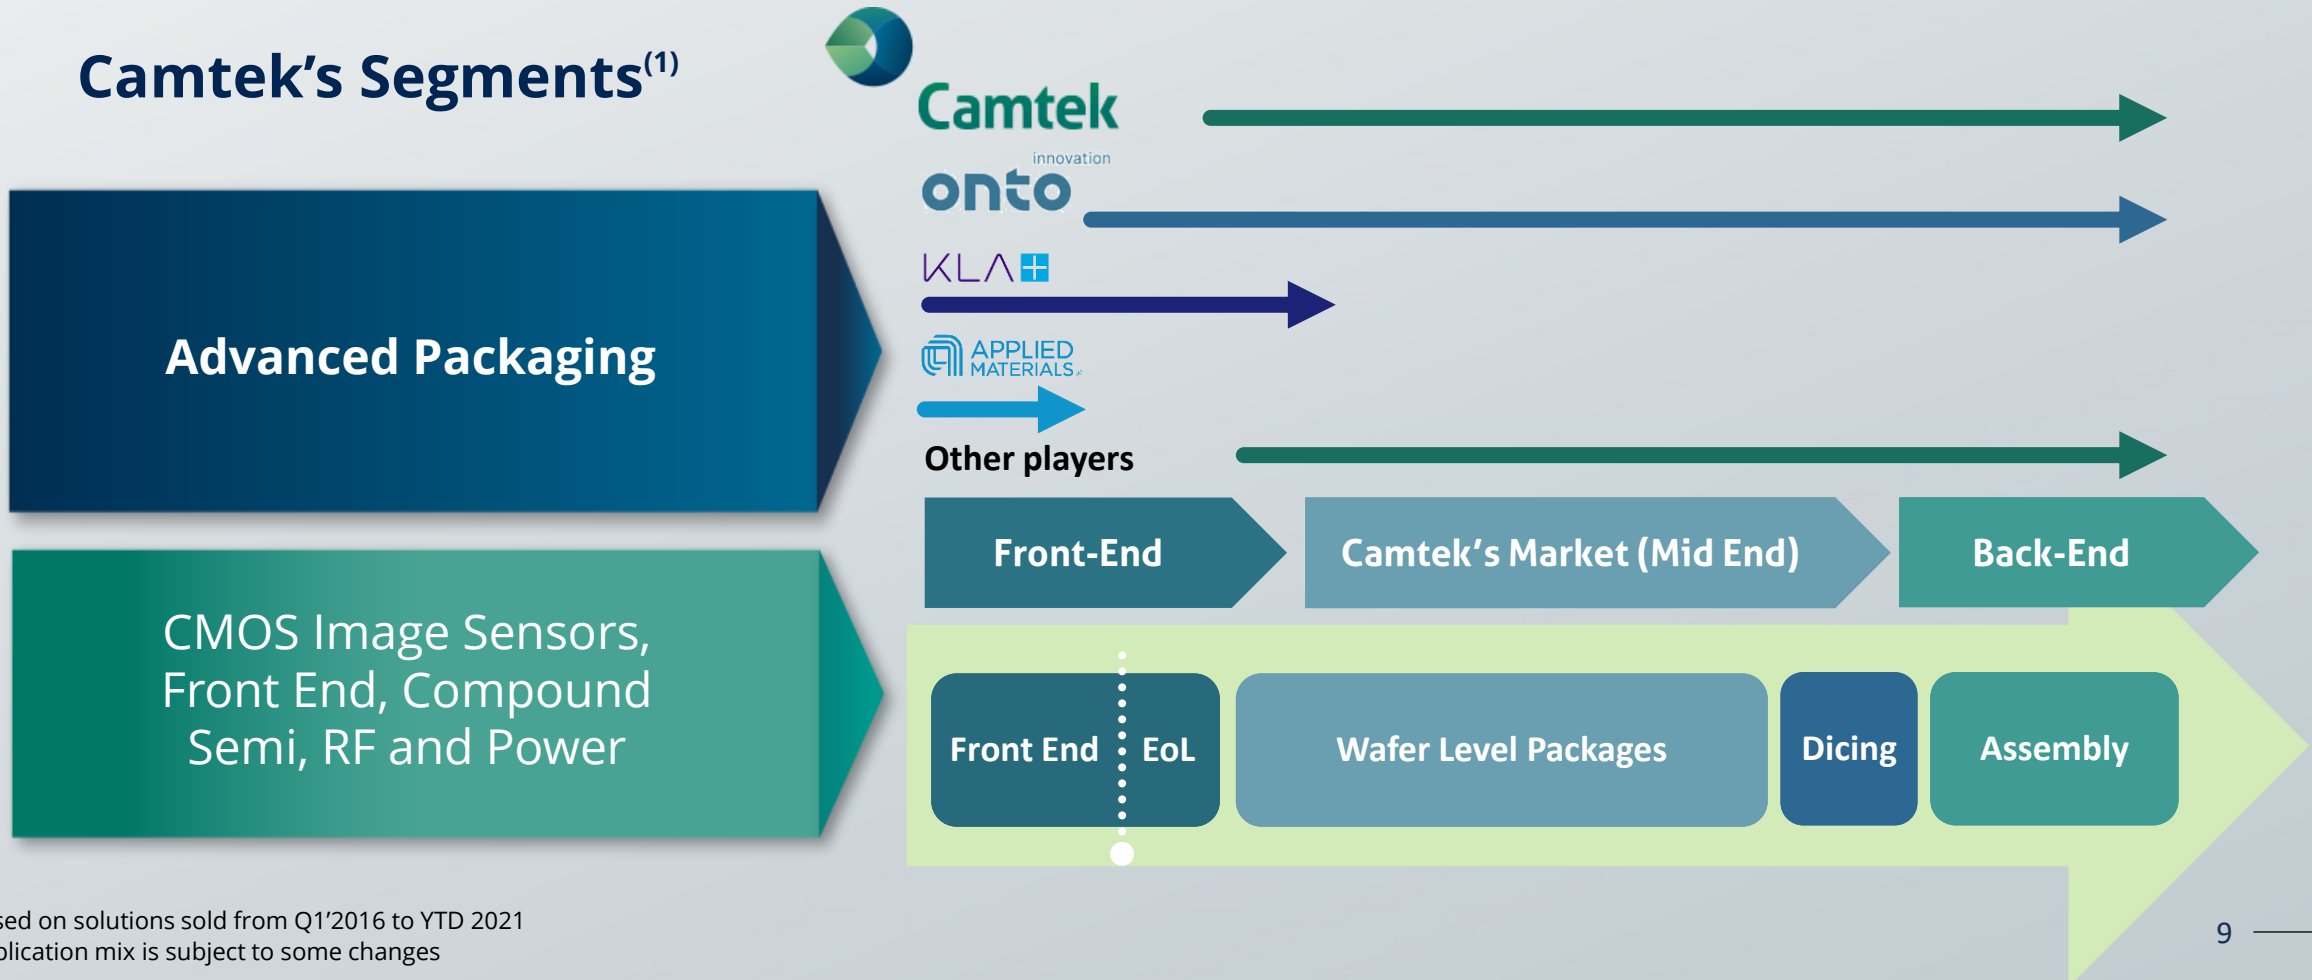 Camtek's Segments(1)
Camtek
innovation
onto
KLA
APPLIED
MATERIALS
Other players
Advanced Packaging
CMOS Image Sensors,
Front End, Compound
Semi, RF and Power
Front-End
Camtek's Market (Mid End)
Back-End
Front End
EoL
Wafer Level Packages
Dicing
Assembly
sed on solutions sold from Q1'2016 to YTD 2021
plication mix is subject to some changes
9